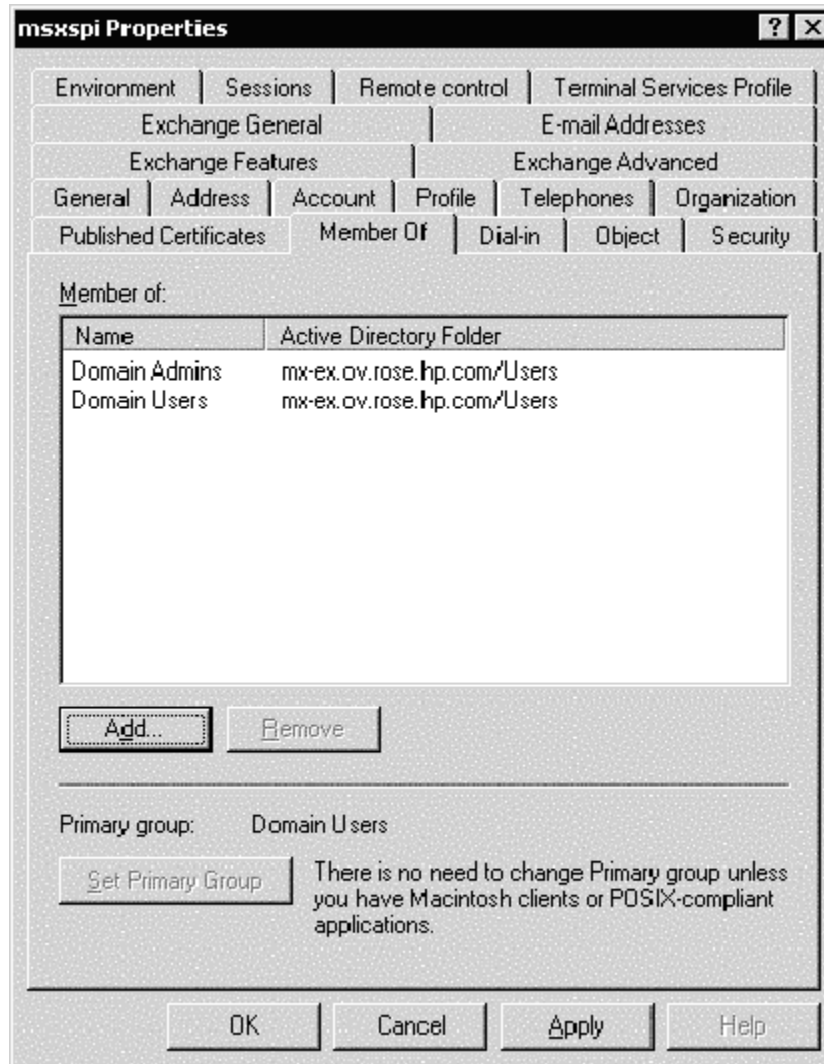 msxspi Properties
? X
Environment Sessions Remote control Terminal Services Profile
Exchange General E-mail Addresses
Exchange Features Exchange Advanced
General Address Account Profile Telephones Organization
Published Certificates Member Of Dial-in Object Security
Member of:
Name Active Directory Folder
Domain Admins mx-ex.ov.rose.hp.com/Users
Domain Users mx-ex.ov.rose.hp.com/Users
Add... Remove
Primary group: Domain Users
Set Primary Group
There is no need to change Primary group unless
you have Macintosh clients or POSIX-compliant
applications.
OK Cancel Apply Help